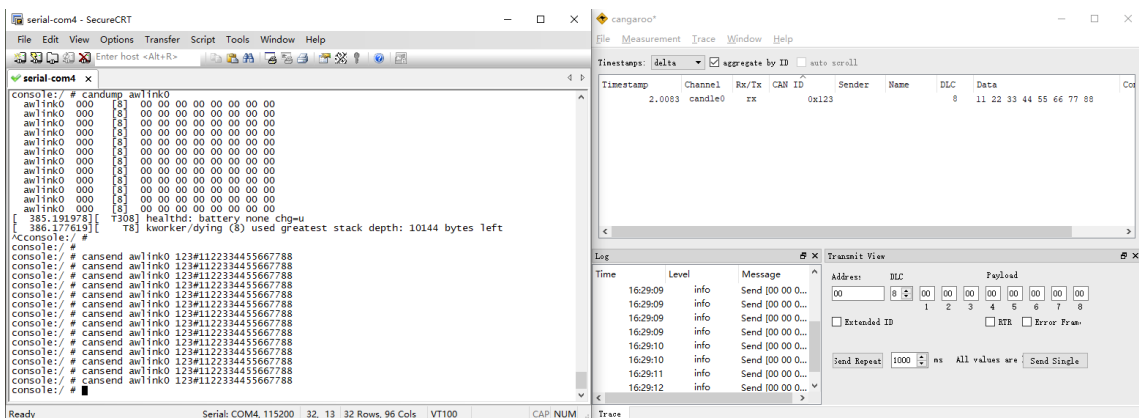 serial-com4 - SecureCRT
File Edit View Options Transfer Script Tools Window Help
Enter host <Alt+R>
serial-com4
console:/ # candump awlink0
awlink0 000 [8] 00 00 00 00 00 00 00 00
awlink0 000 [8] 00 00 00 00 00 00 00 00
awlink0 000 [8] 00 00 00 00 00 00 00 00
awlink0 000 [8] 00 00 00 00 00 00 00 00
awlink0 000 [8] 00 00 00 00 00 00 00 00
awlink0 000 [8] 00 00 00 00 00 00 00 00
awlink0 000 [8] 00 00 00 00 00 00 00 00
awlink0 000 [8] 00 00 00 00 00 00 00 00
awlink0 000 [8] 00 00 00 00 00 00 00 00
awlink0 000 [8] 00 00 00 00 00 00 00 00
awlink0 000 [8] 00 00 00 00 00 00 00 00
awlink0 000 [8] 00 00 00 00 00 00 00 00
[ 385.191978][ T308] healthd: battery none chg=u
[ 386.177619][ T8] kworker/dying (8) used greatest stack depth: 10144 bytes left
^Cconsole:/ #
console:/ #
console:/ # cansend awlink0 123#1122334455667788
console:/ # cansend awlink0 123#1122334455667788
console:/ # cansend awlink0 123#1122334455667788
console:/ # cansend awlink0 123#1122334455667788
console:/ # cansend awlink0 123#1122334455667788
console:/ # cansend awlink0 123#1122334455667788
console:/ # cansend awlink0 123#1122334455667788
console:/ # cansend awlink0 123#1122334455667788
console:/ # cansend awlink0 123#1122334455667788
console:/ # cansend awlink0 123#1122334455667788
console:/ # cansend awlink0 123#1122334455667788
console:/ # cansend awlink0 123#1122334455667788
console:/ # cansend awlink0 123#1122334455667788
console:/ # cansend awlink0 123#1122334455667788
console:/ #
Ready Serial: COM4, 115200 32, 13 32 Rows, 96 Cols VT100 CAP NUM
cangaroo*
File Measurement Trace Window Help
Timestamps: delta aggregate by ID auto scroll
Timestamp Channel Rx/Tx CAN ID Sender Name DLC Data Co
2.0083 candle0 rx 0x123 8 11 22 33 44 55 66 77 88
Log
Time Level Message
16:29:09 info Send [00 00 0...
16:29:09 info Send [00 00 0...
16:29:09 info Send [00 00 0...
16:29:09 info Send [00 00 0...
16:29:10 info Send [00 00 0...
16:29:10 info Send [00 00 0...
16:29:11 info Send [00 00 0...
16:29:12 info Send [00 00 0...
Transmit View
Address DLC Payload
00 8 00 00 00 00 00 00 00 00
1 2 3 4 5 6 7 8
Extended ID RTR Error Fram
Send Repeat 1000 ms All values are Send Single
Trace